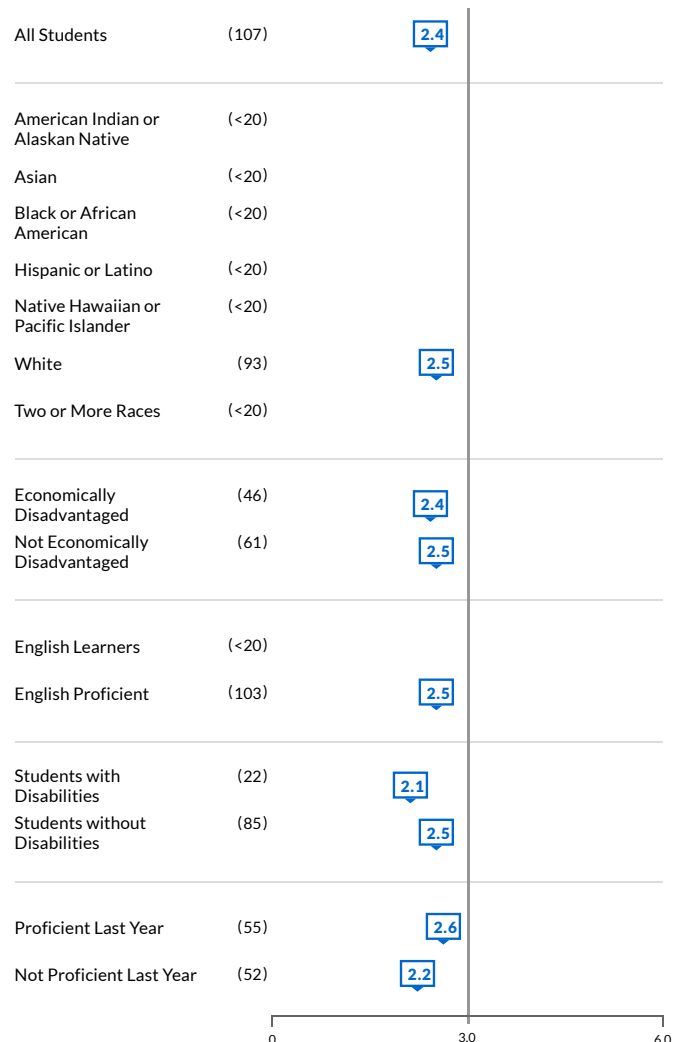 All Students (107) 2.4
American Indian or (<20)
Alaskan Native
Asian (<20)
Black or African (<20)
American
Hispanic or Latino (<20)
Native Hawaiian or (<20)
Pacific Islander
White (93) 2.5
Two or More Races (<20)
Economically (46) 2.4
Disadvantaged
Not Economically (61) 2.5
Disadvantaged
English Learners (<20)
English Proficient (103) 2.5
Students with (22) 2.1
Disabilities
Students without (85) 2.5
Disabilities
Proficient Last Year (55) 2.6
Not Proficient Last Year (52) 2.2
0 3.0 6.0